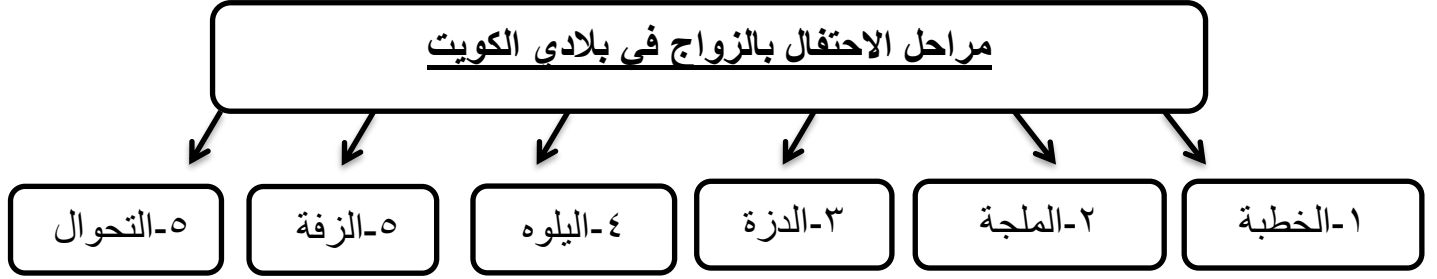 مراحل الاحتفال بالزواج في بلادي الكويت
١-الخطبة
٢-الملجة
٣-الدزة
٤-اليلوه
٥-الزفة
٥-التحوال